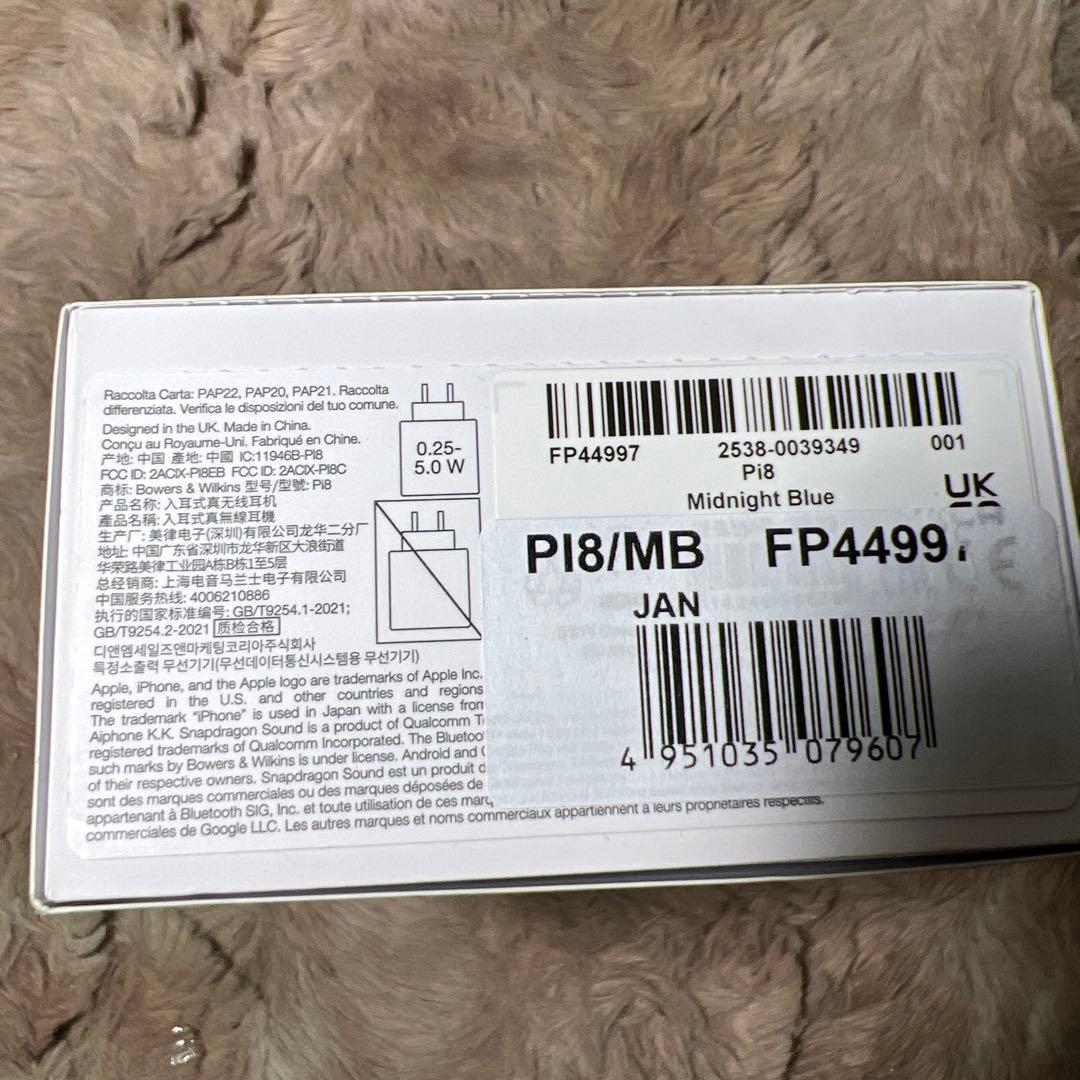 Raccolta Carta: PAP22, PAP20, PAP21. Raccolta
differenziata. Verifica le disposizioni del tuo comune.
Designed in the UK. Made in China.
Conçu au Royaume-Uni. Fabriqué en Chine.
产地: 中国 產地: 中國 IC:11946B-PI8
FCC ID: 2ACIX-PI8EB FCC ID: 2ACIX-PI8C
商标: Bowers & Wilkins 型号/型號: Pi8
产品名称: 入耳式真无线耳机
產品名稱: 入耳式真無線耳機
生产厂: 美律电子(深圳)有限公司龙华二分厂
地址: 中国广东省深圳市龙华新区大浪街道
华荣路美律工业园A栋B栋1至5层
总经销商: 上海电音马兰士电子有限公司
中国服务热线: 4006210886
执行的国家标准编号: GB/T9254.1-2021;
GB/T9254.2-2021 质检合格
디앤엠세일즈앤마케팅코리아주식회사
특정소출력 무선기기(무선데이터통신시스템용 무선기기)
Apple, iPhone, and the Apple logo are trademarks of Apple Inc.
registered in the U.S. and other countries and regions
The trademark "iPhone" is used in Japan with a license from
Aiphone K.K. Snapdragon Sound is a product of Qualcomm
registered trademarks of Qualcomm Incorporated. The
such marks by Bowers & Wilkins is under license. Android and
of their respective owners. Snapdragon Sound est un produit
sont des marques commerciales ou des marques déposées de
appartenant à Bluetooth SIG, Inc. et toute utilisation de ces
commerciales de Google LLC. Les autres marques et noms commerciaux appartiennent à leurs propriétaires respectifs.
0.25-
5.0 W
FP44997 2538-0039349 001
Pi8
Midnight Blue
UK
PI8/MB FP44997
JAN
4 951035 079607